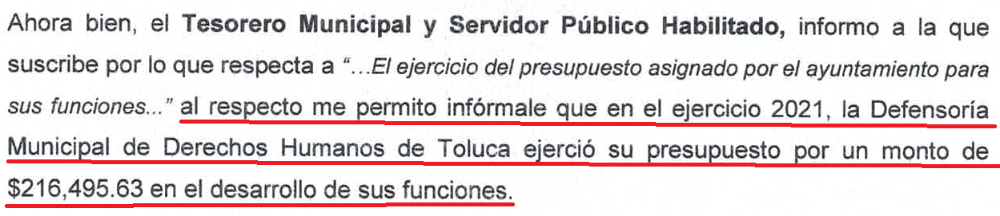 Ahora bien, el Tesorero Municipal y Servidor Público Habilitado, informo a la que
suscribe por lo que respecta a “…El ejercicio del presupuesto asignado por el ayuntamiento para
sus funciones...” al respecto me permito infórmale que en el ejercicio 2021, la Defensoría
Municipal de Derechos Humanos de Toluca ejerció su presupuesto por un monto de
$216,495.63 en el desarrollo de sus funciones.